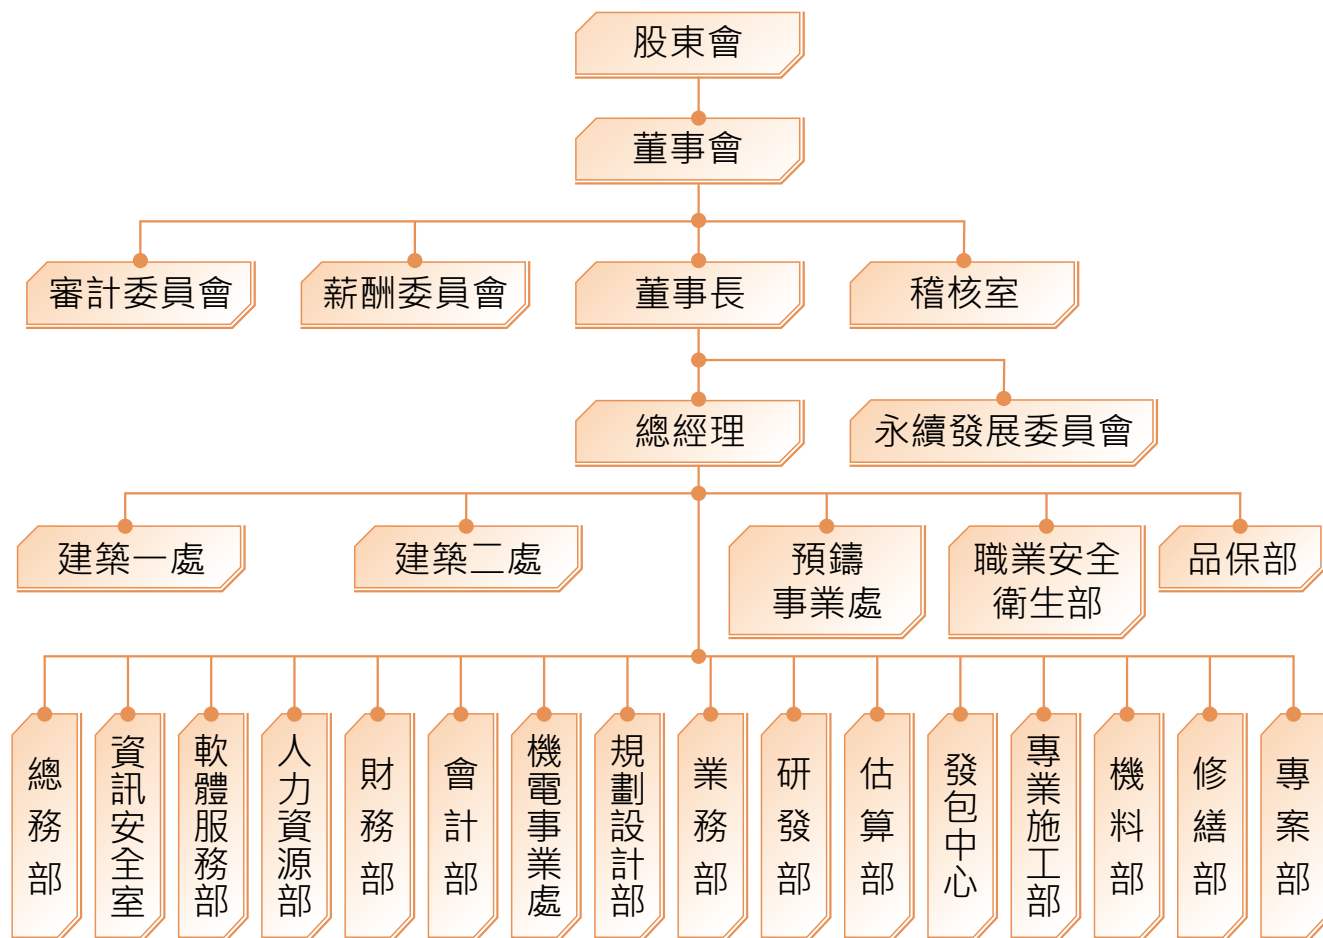 股東會
董事會
審計委員會
薪酬委員會
董事長
稽核室
總經理
永續發展委員會
建築一處
建築二處
預鑄
事業處
職業安全
衛生部
品保部
總務部
資訊安全室
軟體服務部
人力資源部
財務部
會計部
機電事業處
規劃設計部
業務部
研發部
估算部
發包中心
專業施工部
機料部
修繕部
專案部